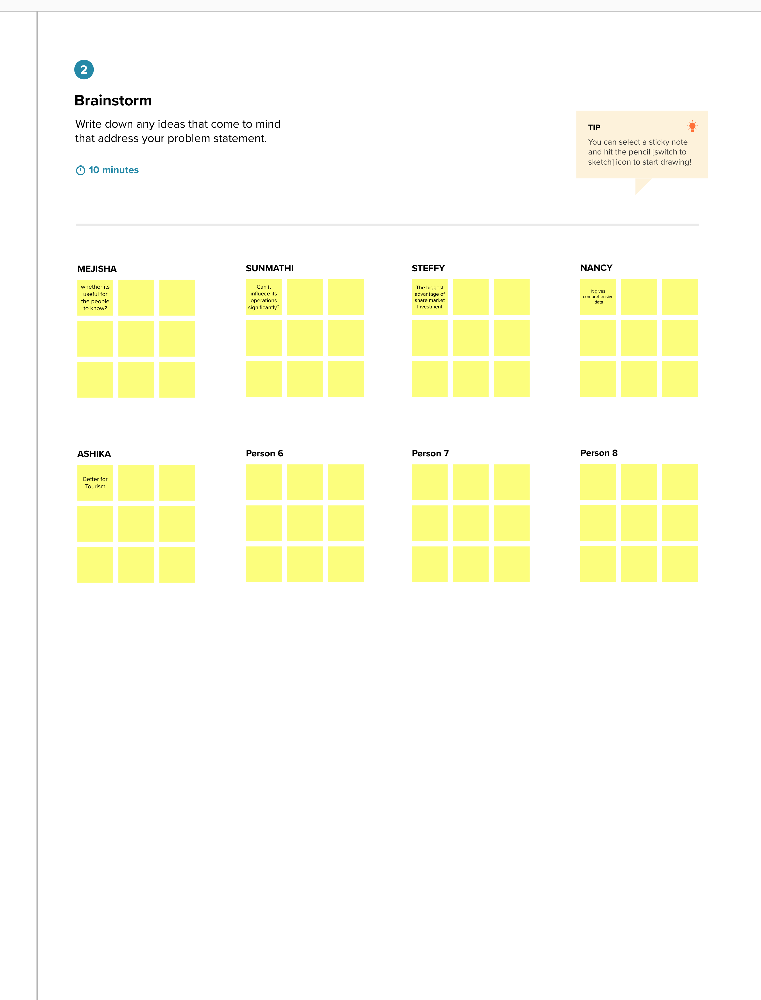 2
Brainstorm
Write down any ideas that come to mind
that address your problem statement.
10 minutes
TIP
You can select a sticky note
and hit the pencil [switch to
sketch] icon to start drawing!
MEJISHA
whether its
useful for
the people
to know?
SUNMATHI
Can it
influece its
operations
significantly?
STEFFY
The biggest
advantage of
share market
Investment
NANCY
It gives
comprehensive
data
ASHIKA
Better for
Tourism
Person 6
Person 7
Person 8